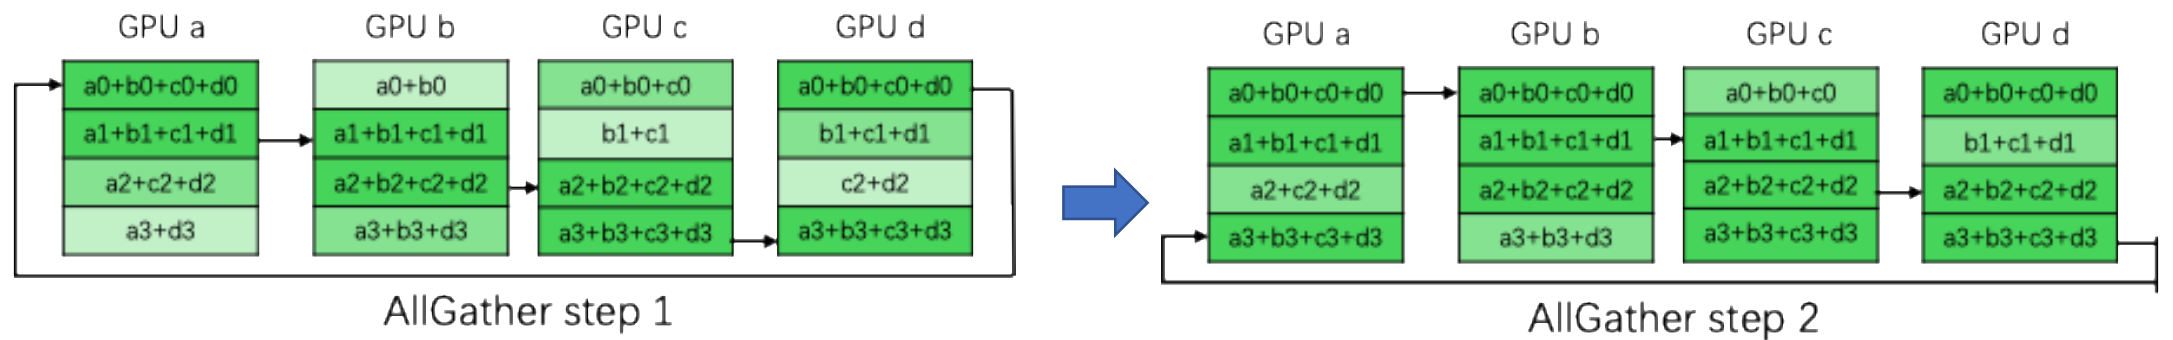 GPU a
GPU b
GPU c
GPU d
a0+b0+c0+d0
a0+b0
a0+b0+c0
a0+b0+c0+d0
a1+b1+c1+d1
a1+b1+c1+d1
b1+c1
b1+c1+d1
a2+c2+d2
a2+b2+c2+d2
a2+b2+c2+d2
c2+d2
a3+d3
a3+b3+d3
a3+b3+c3+d3
a3+b3+c3+d3
AllGather step 1
GPU a
GPU b
GPU c
GPU d
a0+b0+c0+d0
a0+b0+c0+d0
a0+b0+c0
a0+b0+c0+d0
a1+b1+c1+d1
a1+b1+c1+d1
a1+b1+c1+d1
b1+c1+d1
a2+c2+d2
a2+b2+c2+d2
a2+b2+c2+d2
a2+b2+c2+d2
a3+b3+c3+d3
a3+b3+d3
a3+b3+c3+d3
a3+b3+c3+d3
AllGather step 2